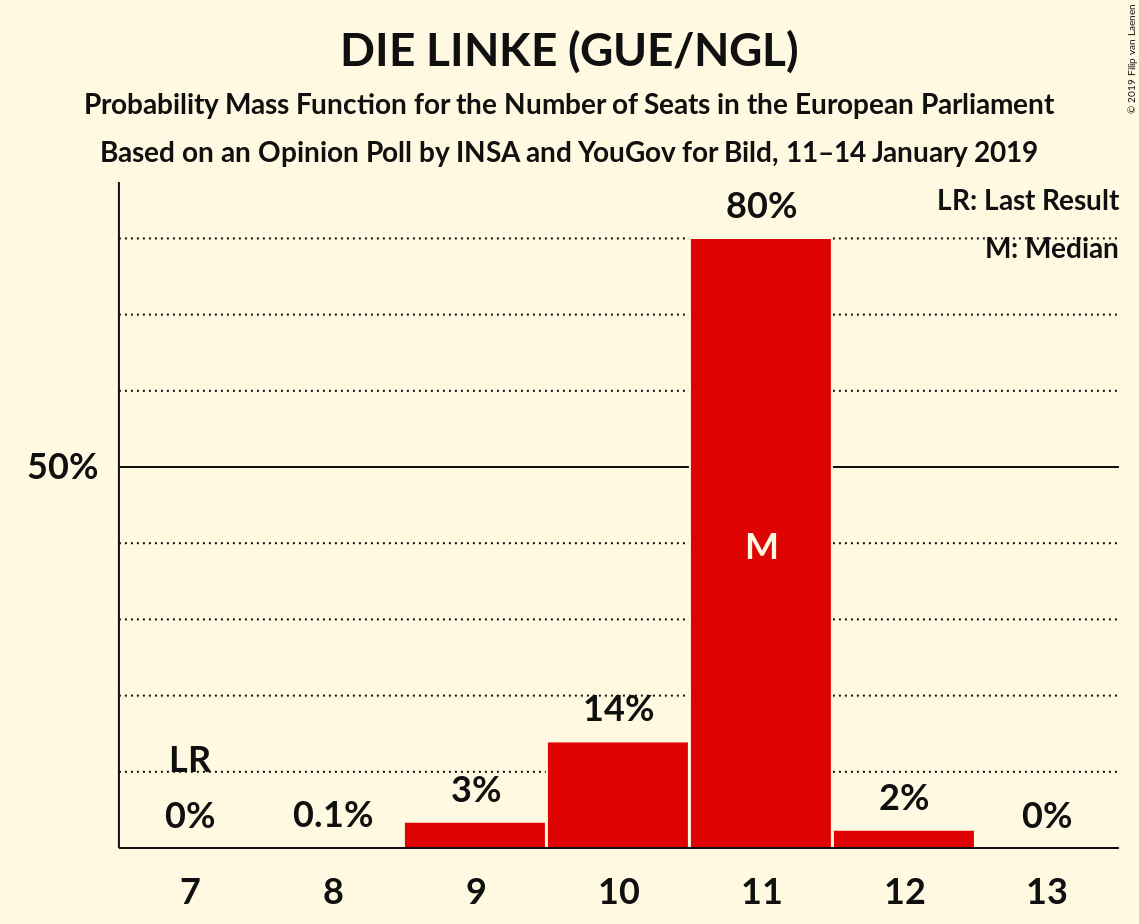 DIE LINKE (GUE/NGL)
Probability Mass Function for the Number of Seats in the European Parliament
Based on an Opinion Poll by INSA and YouGov for Bild, 11–14 January 2019
© 2019 Filip van Laenen
LR: Last Result
M: Median
80%
50%
M
14%
LR
3%
2%
0%
0.1%
0%
7
8
9
10
11
12
13